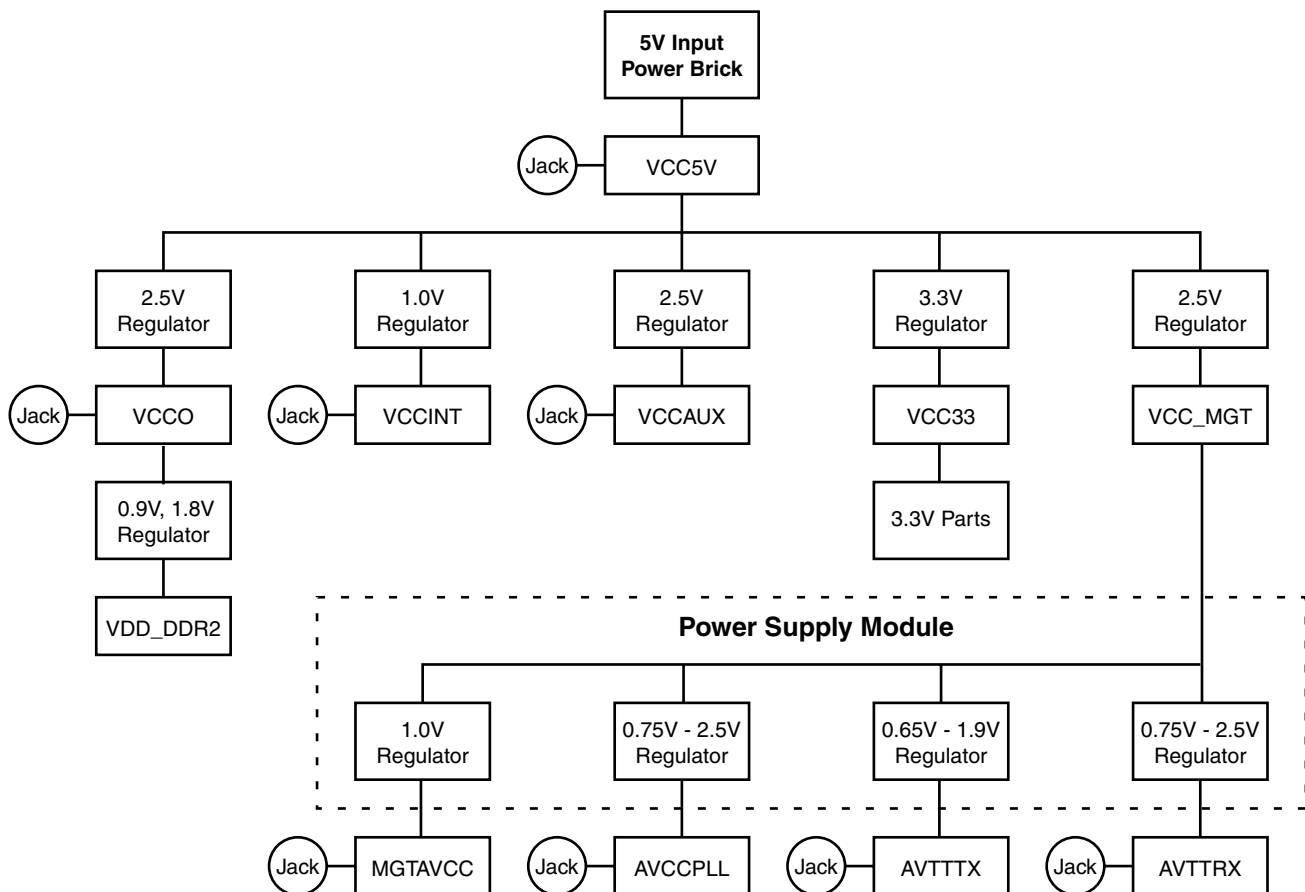 5V Input
Power Brick
Jack
VCC5V
2.5V
Regulator
1.0V
Regulator
2.5V
Regulator
3.3V
Regulator
2.5V
Regulator
Jack
VCCO
Jack
VCCINT
Jack
VCCAUX
VCC33
VCC_MGT
0.9V, 1.8V
Regulator
3.3V Parts
VDD_DDR2
Power Supply Module
1.0V
Regulator
0.75V - 2.5V
Regulator
0.65V - 1.9V
Regulator
0.75V - 2.5V
Regulator
Jack
MGTAVCC
Jack
AVCCPLL
Jack
AVTTTX
Jack
AVTTRX